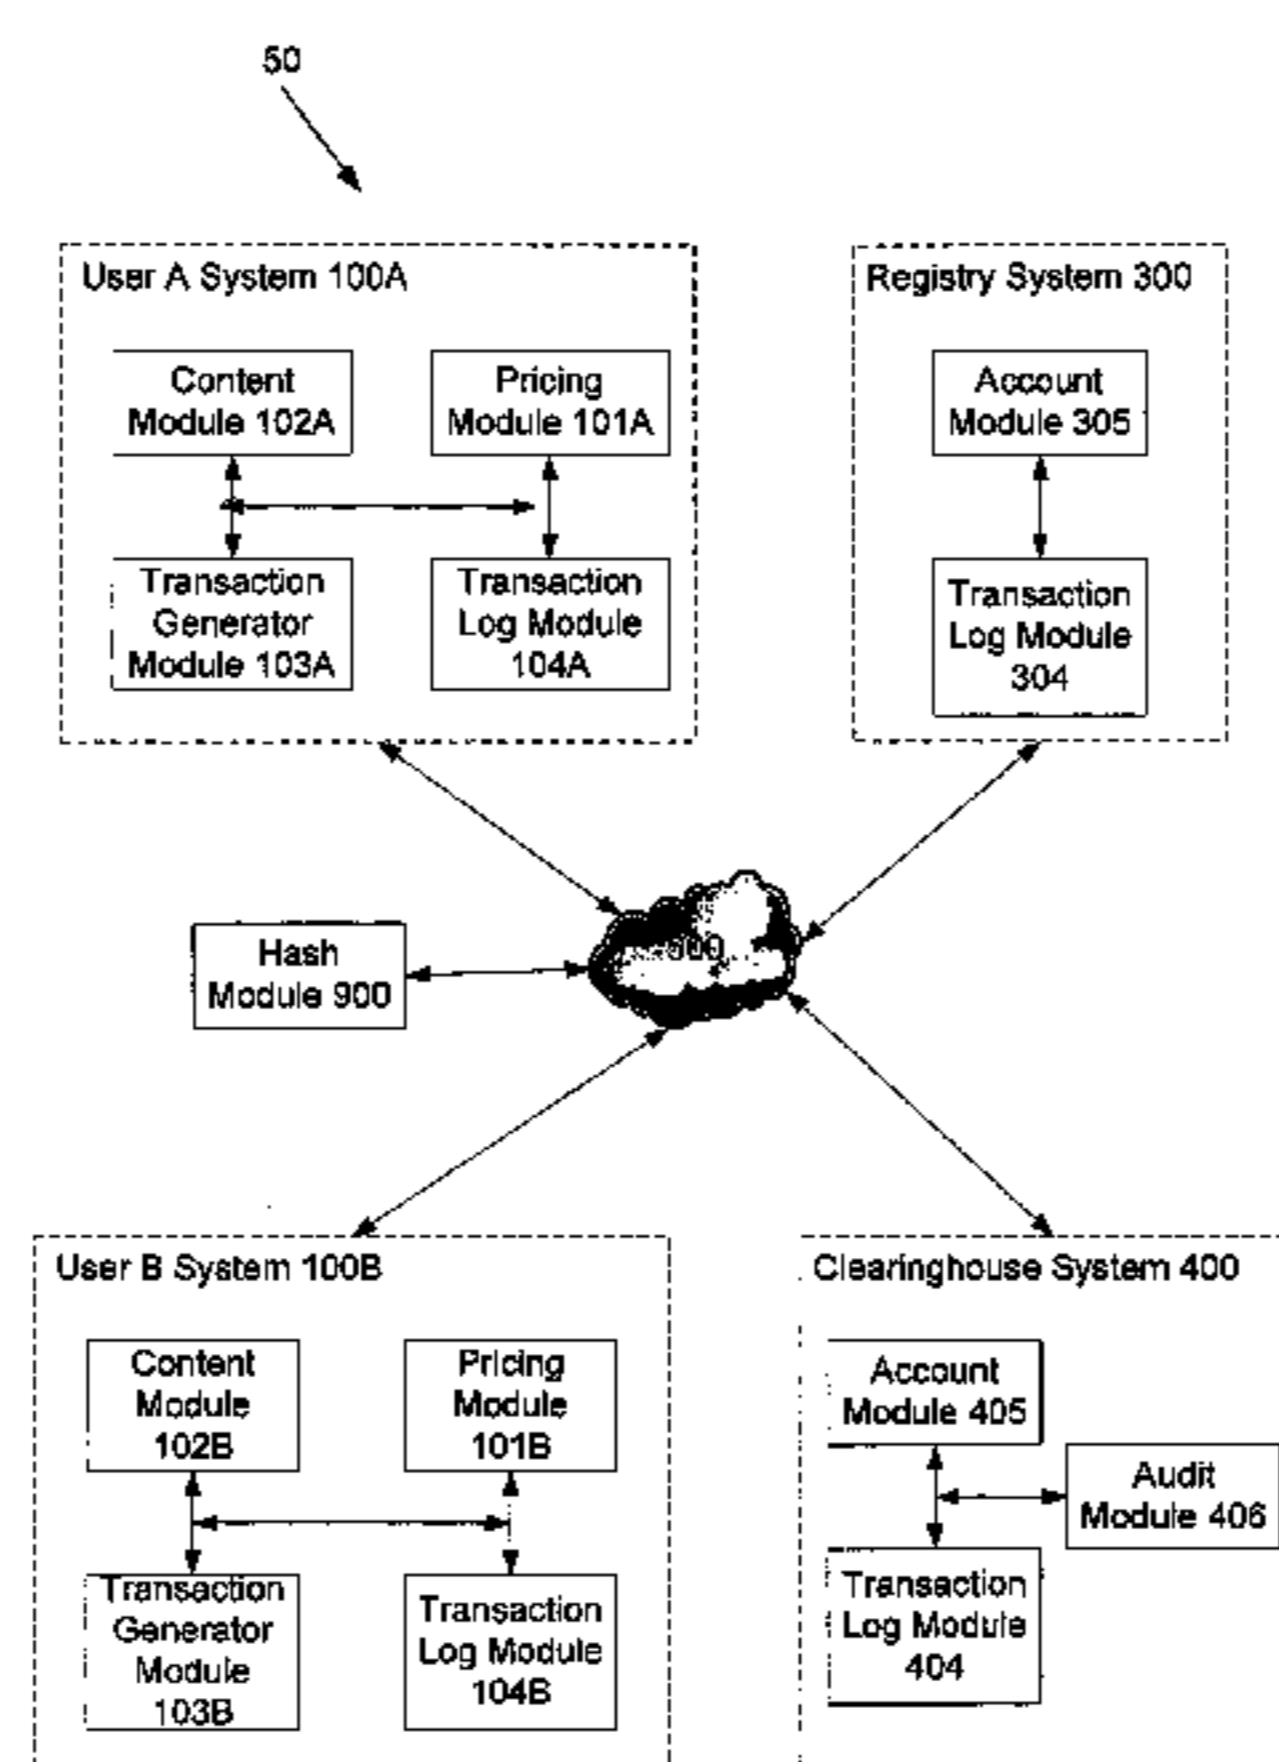 50
User A System 100A
Content
Module 102A
Pricing
Module 101A
Transaction
Generator
Module 103A
Transaction
Log Module
104A
Registry System 300
Account
Module 305
Transaction
Log Module
304
Hash
Module 900
User B System 100B
Content
Module
102B
Pricing
Module
101B
Transaction
Generator
Module
103B
Transaction
Log Module
104B
Clearinghouse System 400
Account
Module 405
Audit
Module 406
Transaction
Log Module
404